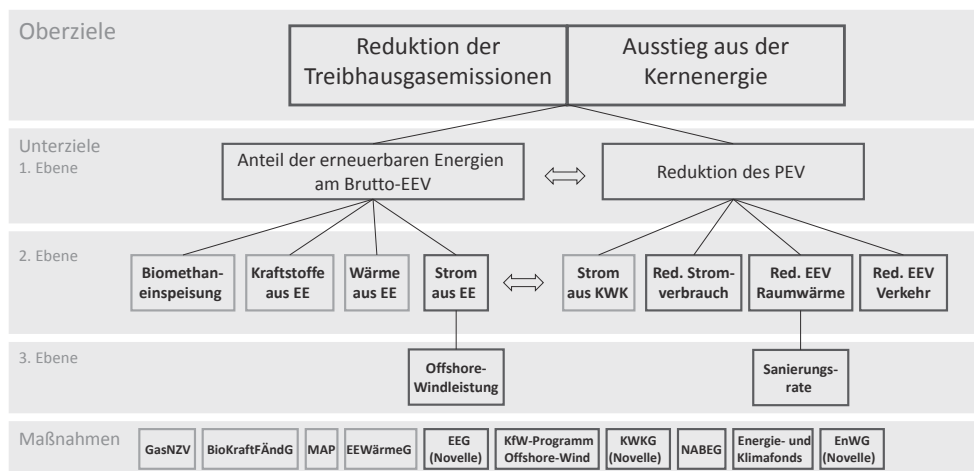 Oberziele
Reduktion der
Treibhausgasemissionen
Ausstieg aus der
Kernenergie
Unterziele
1. Ebene
Anteil der erneuerbaren Energien
am Brutto-EEV
Reduktion des PEV
2. Ebene
Biomethan-
einspeisung
Kraftstoffe
aus EE
Wärme
aus EE
Strom
aus EE
Strom
aus KWK
Red. Strom-
verbrauch
Red. EEV
Raumwärme
Red. EEV
Verkehr
3. Ebene
Offshore-
Windleistung
Sanierungs-
rate
Maßnahmen
GasNZV
BioKraftFÄndG
MAP
EEWärmeG
EEG
(Novelle)
KfW-Programm
Offshore-Wind
KWKG
(Novelle)
NABEG
Energie- und
Klimafonds
EnWG
(Novelle)